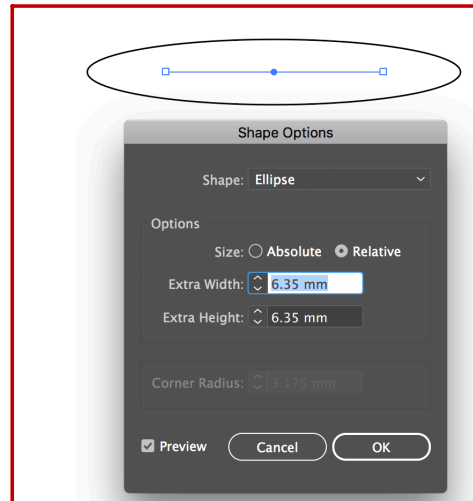 Shape Options
Shape: Ellipse
Options
Size: Absolute Relative
Extra Width: 6.35 mm
Extra Height: 6.35 mm
Corner Radius: 3.175 mm
Preview Cancel OK